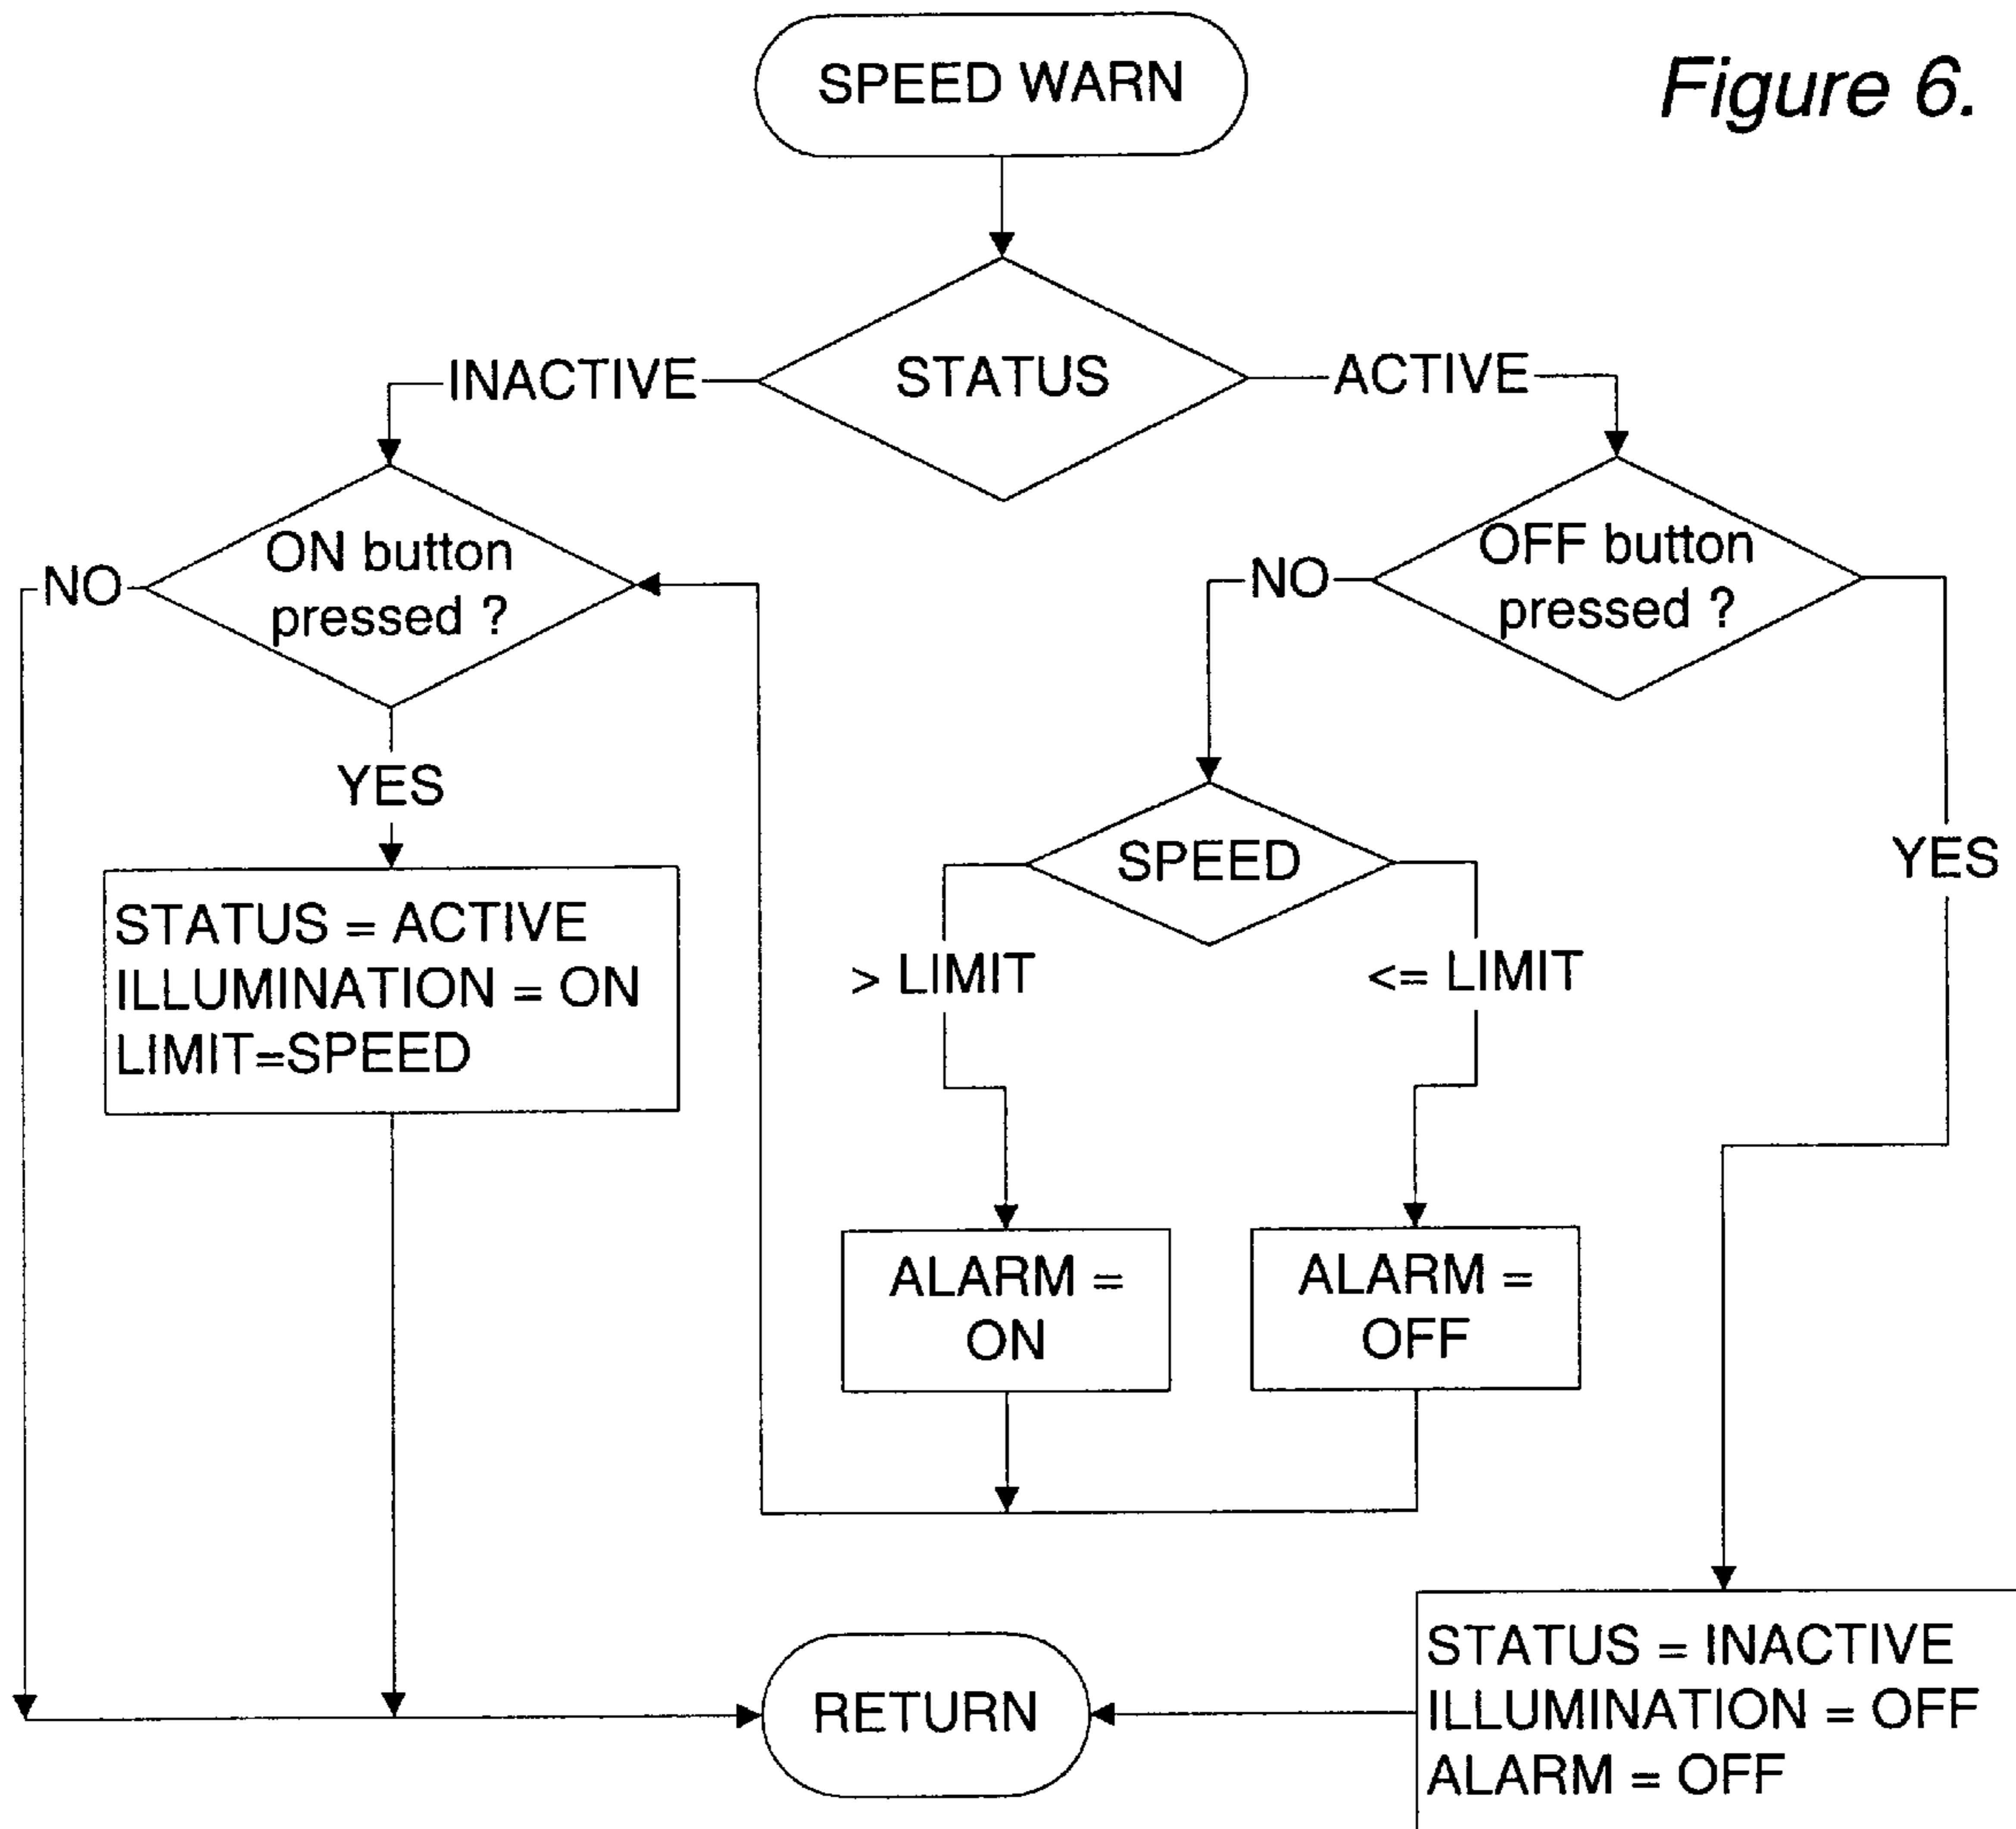 SPEED WARN
Figure 6.
STATUS
INACTIVE
ACTIVE
ON button
pressed ?
NO
OFF button
pressed ?
NO
YES
YES
SPEED
> LIMIT
<= LIMIT
STATUS = ACTIVE
ILLUMINATION = ON
LIMIT=SPEED
ALARM =
ON
ALARM =
OFF
RETURN
STATUS = INACTIVE
ILLUMINATION = OFF
ALARM = OFF